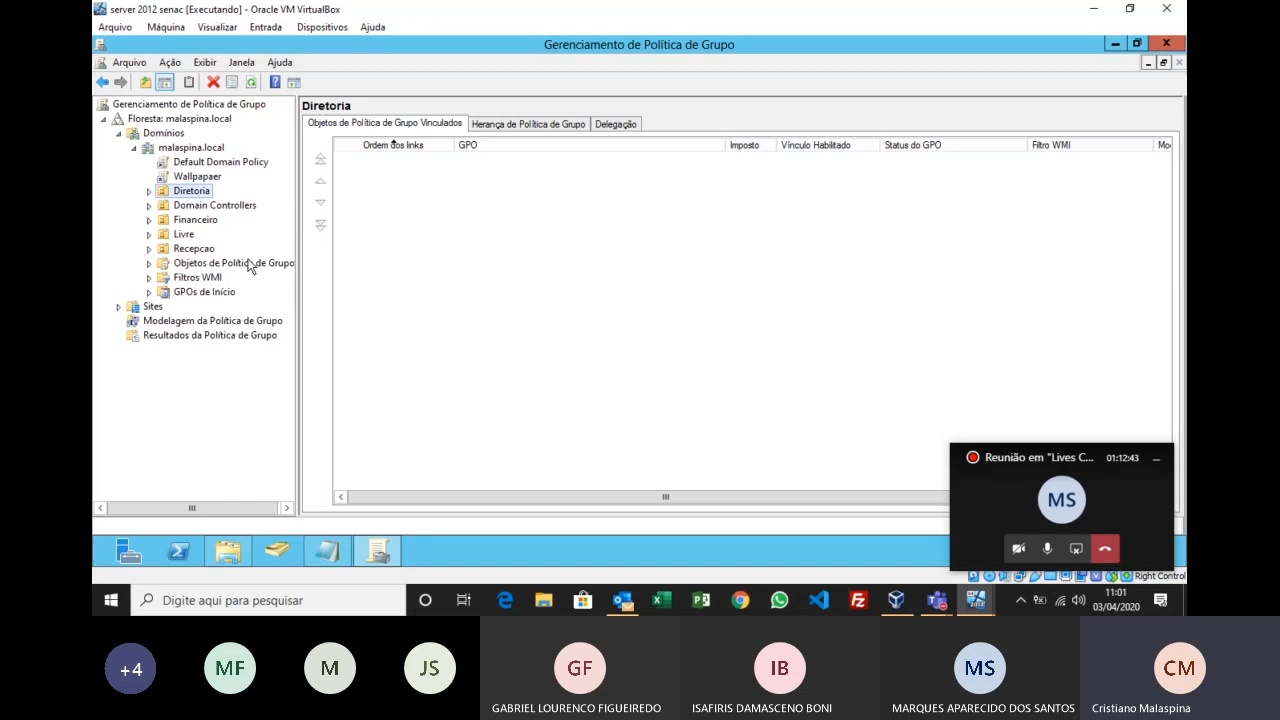 server 2012 senac [Executando] - Oracle VM VirtualBox
Arquivo Máquina Visualizar Entrada Dispositivos Ajuda
Gerenciamento de Política de Grupo
Arquivo Ação Exibir Janela Ajuda
Gerenciamento de Política de Grupo
Floresta: malaspina.local
Domínios
malaspina.local
Default Domain Policy
Wallpapaer
Diretoria
Domain Controllers
Financeiro
Livre
Recepcao
Objetos de Política de Grupo
Filtros WMI
GPOs de Início
Sites
Modelagem da Política de Grupo
Resultados da Política de Grupo
Diretoria
Objetos de Política de Grupo Vinculados Herança de Política de Grupo Delegação
Ordem dos links GPO Imposto Vínculo Habilitado Status do GPO Filtro WMI
Reunião em "Lives C... 01:12:43
MS
Right Control
Digite aqui para pesquisar
11:01
03/04/2020
+4 MF M JS GF IB MS CM
GABRIEL LOURENCO FIGUEIREDO ISAFIRIS DAMASCENO BONI MARQUES APARECIDO DOS SANTOS Cristiano Malaspina